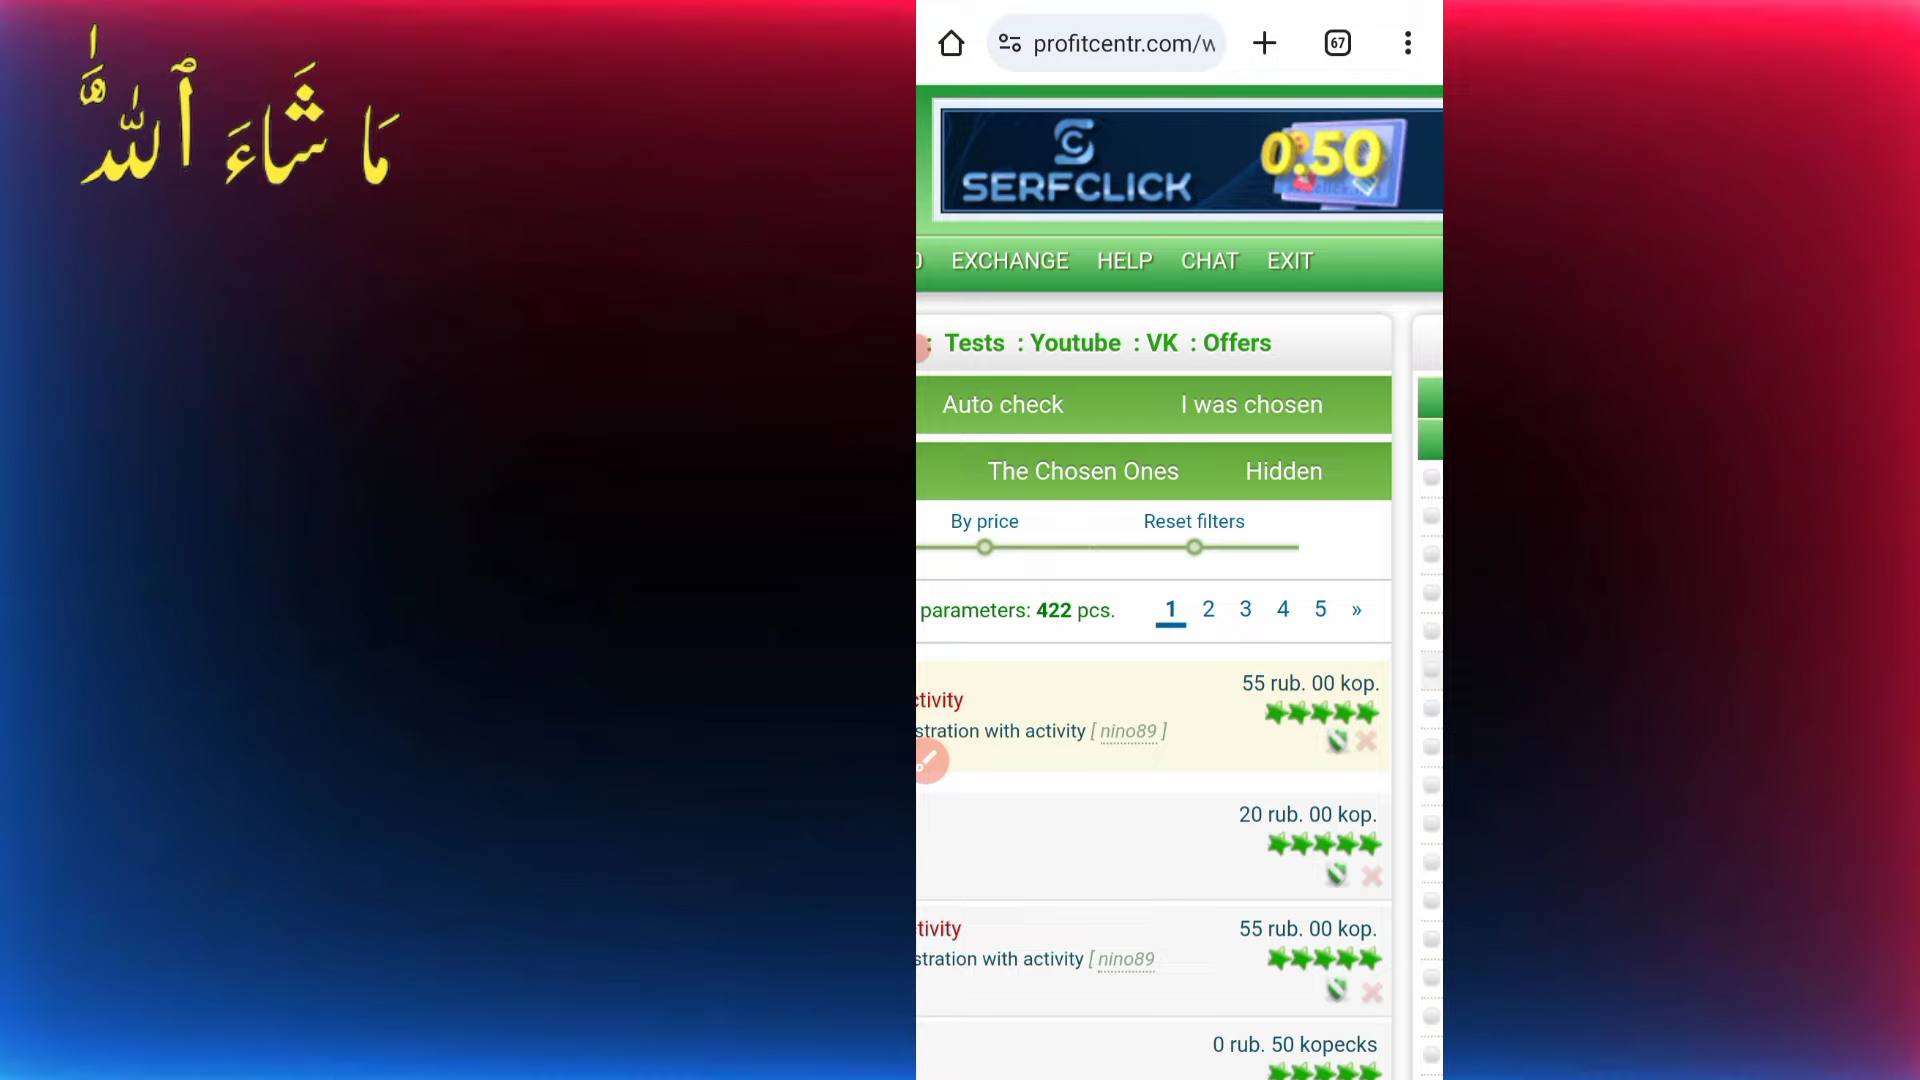 مَا شَاءَ ٱللَّٰهُ
67
profitcentr.com/w
SERFCLICK
0.50
EXCHANGE HELP CHAT EXIT
: Tests : Youtube : VK : Offers
Auto check I was chosen
The Chosen Ones Hidden
By price Reset filters
parameters: 422 pcs. 1 2 3 4 5 »
55 rub. 00 kop.
ctivity
stration with activity [ nino89 ]
20 rub. 00 kop.
55 rub. 00 kop.
tivity
stration with activity [ nino89
0 rub. 50 kopecks